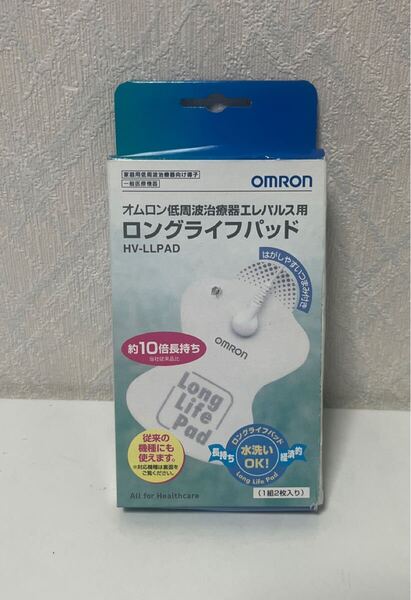 家庭用低周波治療器向け導子
一般医療機器
OMRON
オムロン低周波治療器エレパルス用
ロングライフパッド
HV-LLPAD
はがしやすいつまみ付き
OMRON
約10倍長持ち
当社従来品比
Long
Life
Pad
従来の
機種にも
使えます。
※対応機種は裏面を
ご覧ください。
ロングライフパッド
長持ち
水洗い
OK!
経済的
Long Life Pad
All for Healthcare
(1組2枚入り)